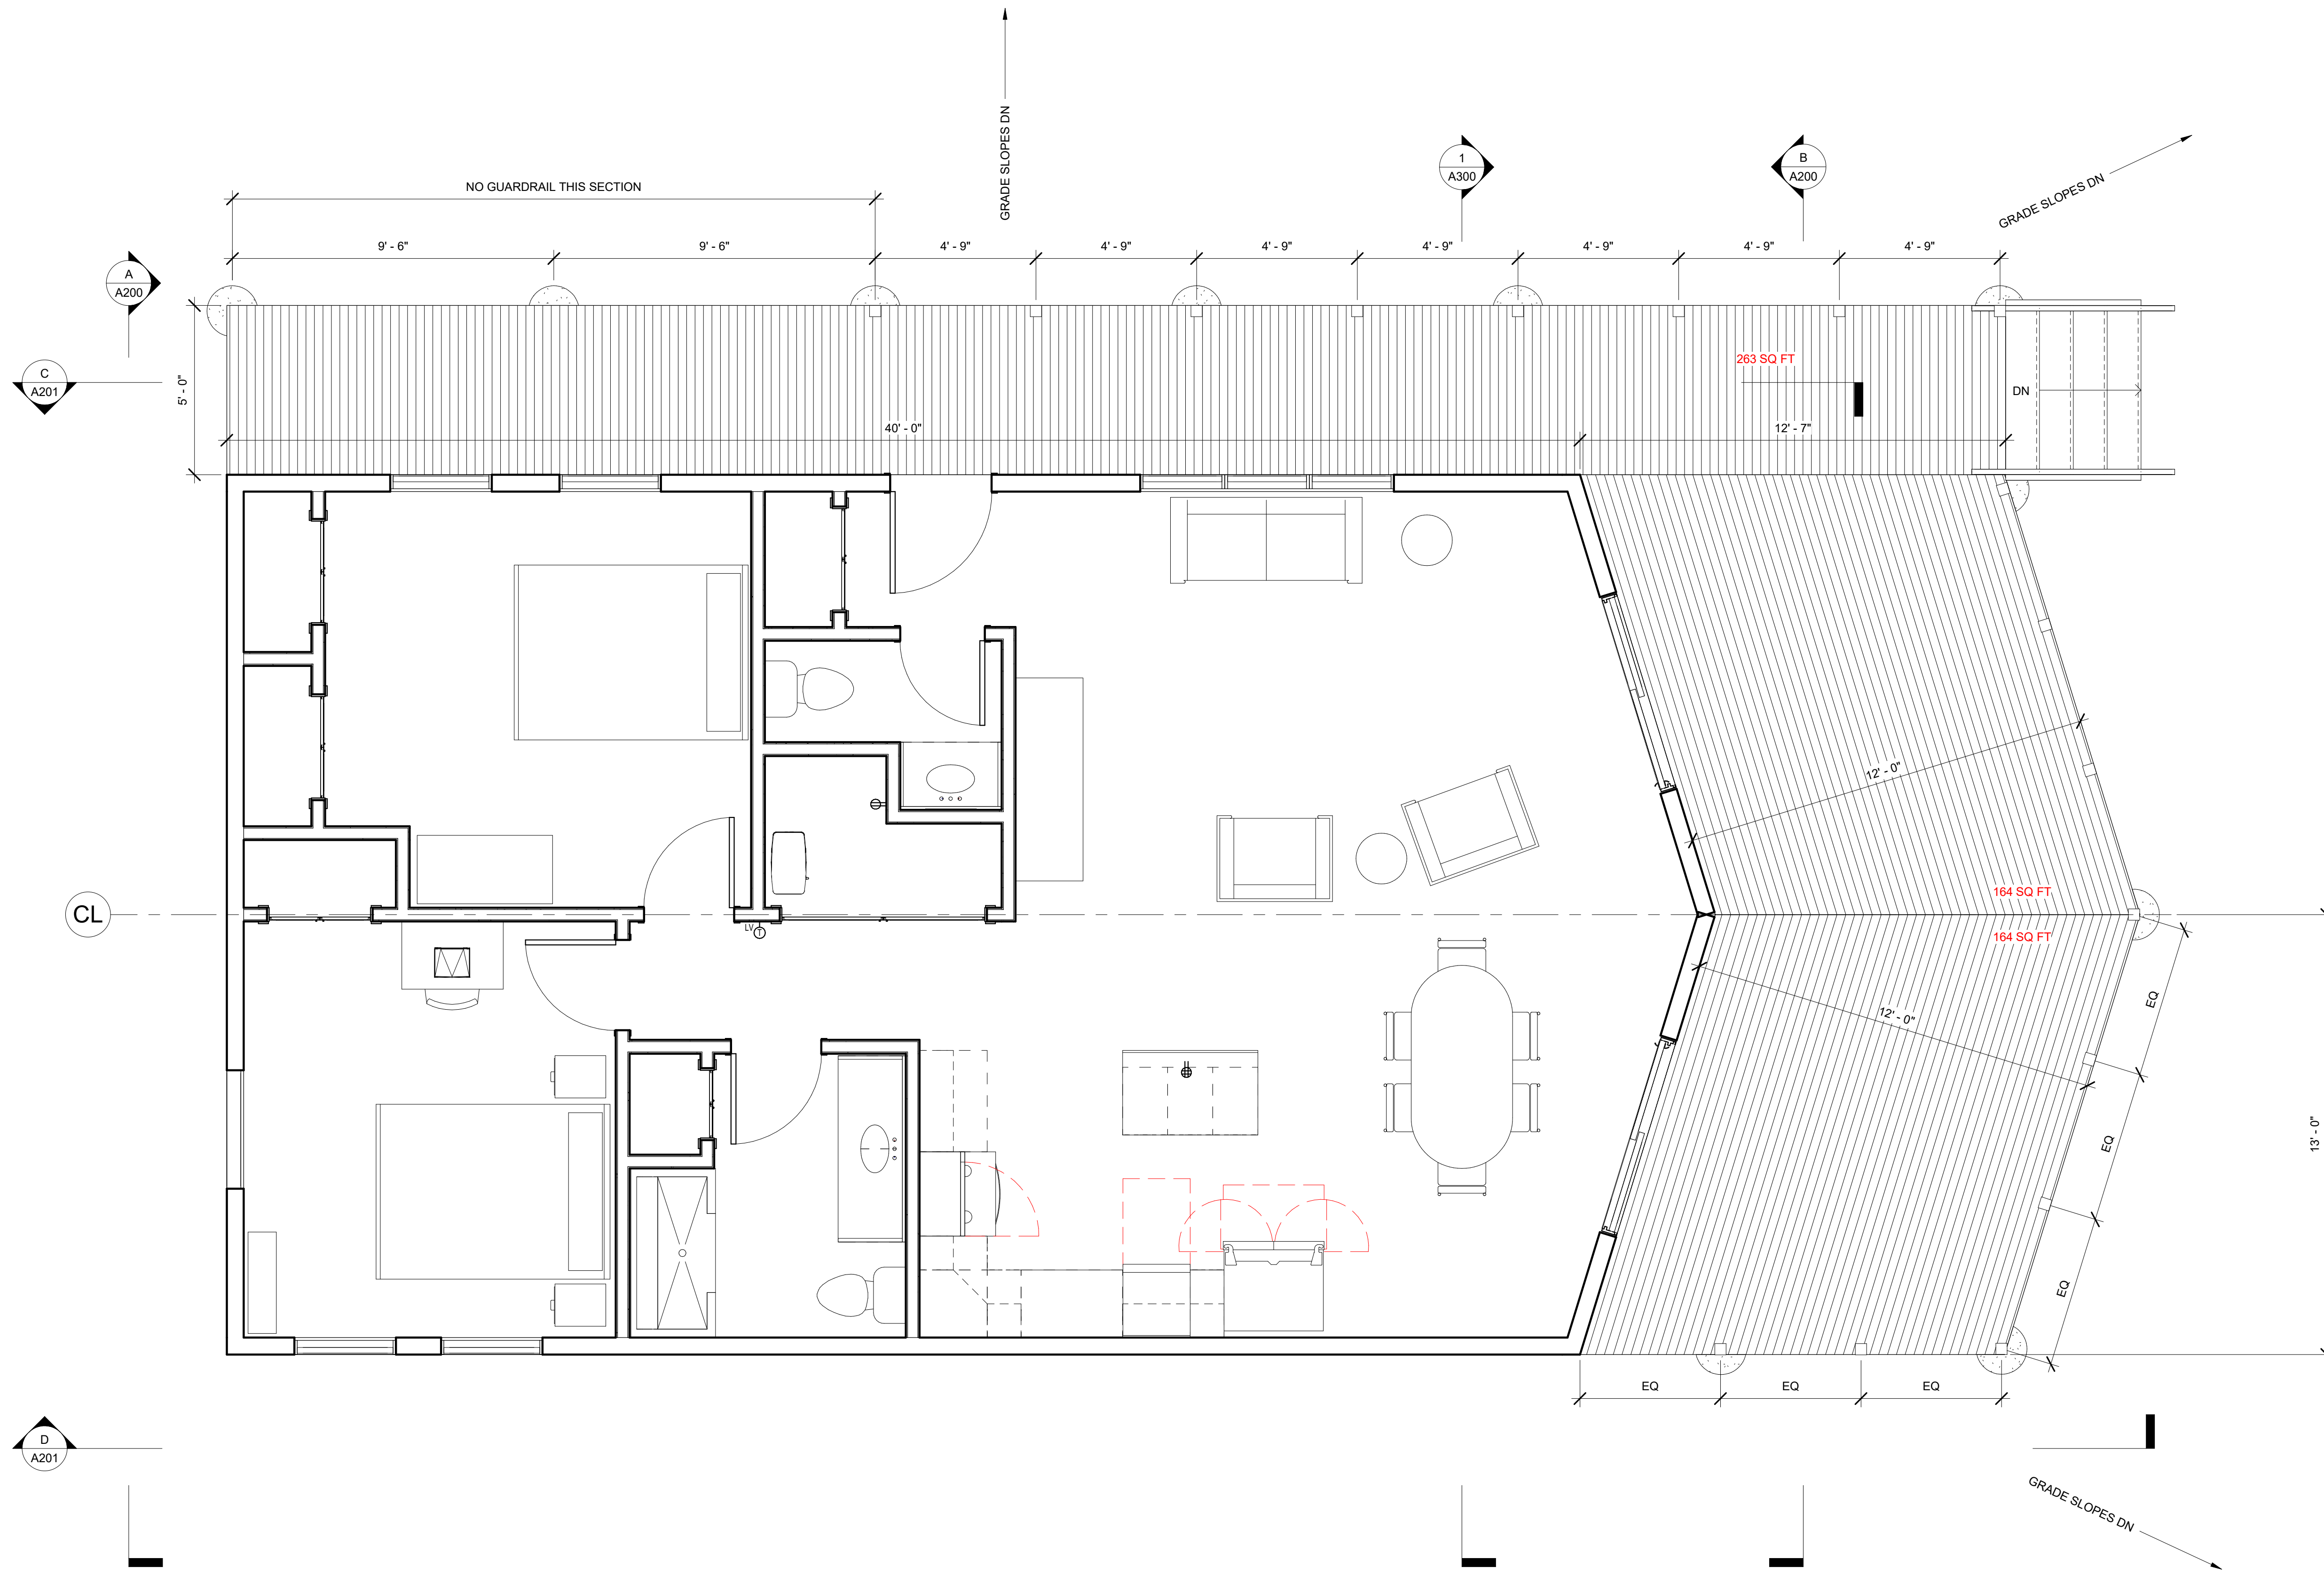 GRADE SLOPES DN
1
A300
B
A200
GRADE SLOPES DN
NO GUARDRAIL THIS SECTION
9' - 6"
9' - 6"
4' - 9"
4' - 9"
4' - 9"
4' - 9"
4' - 9"
4' - 9"
4' - 9"
A
A200
C
A201
5' - 0"
263 SQ FT
DN
40' - 0"
12' - 7"
12' - 0"
164 SQ FT
CL
LV
T
164 SQ FT
EQ
12' - 0"
EQ
13' - 0"
EQ
EQ
EQ
EQ
D
A201
GRADE SLOPES DN